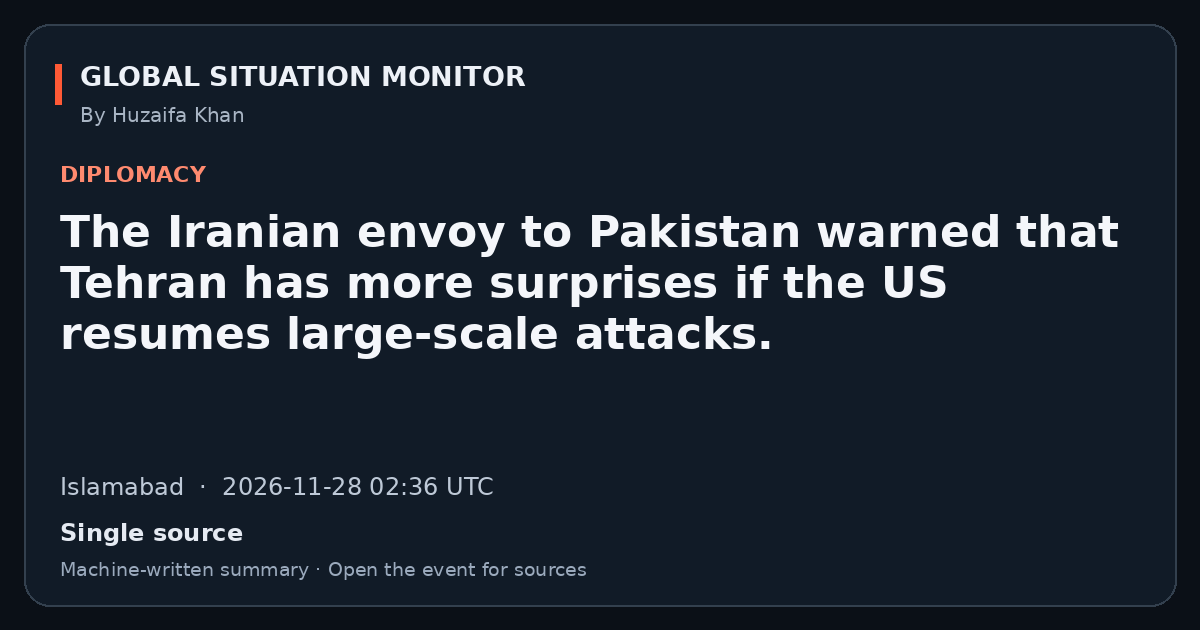 GLOBAL SITUATION MONITOR
By Huzaifa Khan
DIPLOMACY
The Iranian envoy to Pakistan warned that
Tehran has more surprises if the US
resumes large-scale attacks.
Islamabad · 2026-11-28 02:36 UTC
Single source
Machine-written summary · Open the event for sources